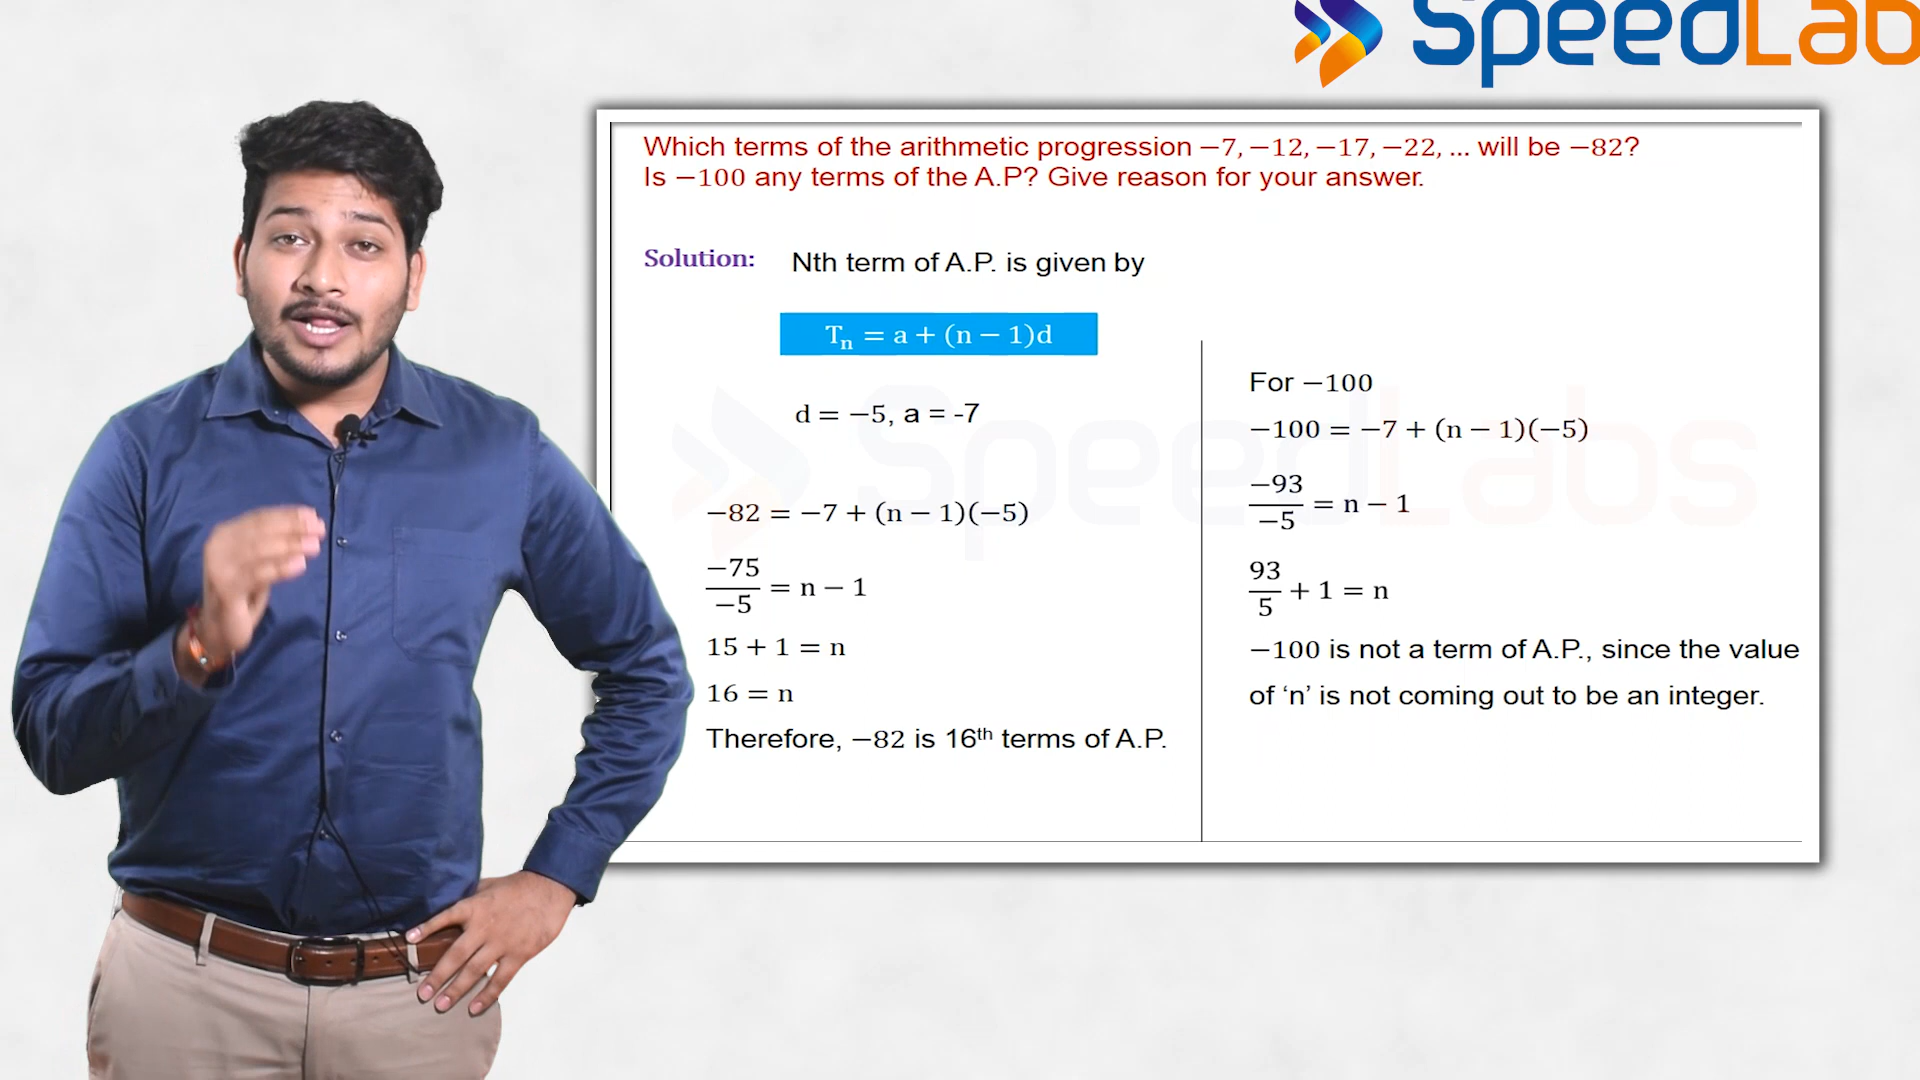 SpeedLab
Which terms of the arithmetic progression −7, −12, −17, −22, ... will be −82?
Is −100 any terms of the A.P? Give reason for your answer.
Solution: Nth term of A.P. is given by
Tₙ = a + (n − 1)d
d = −5, a = -7
−82 = −7 + (n − 1)(−5)
−75/−5 = n − 1
15 + 1 = n
16 = n
Therefore, −82 is 16ᵗʰ terms of A.P.
For −100
−100 = −7 + (n − 1)(−5)
−93/−5 = n − 1
93/5 + 1 = n
−100 is not a term of A.P., since the value
of ‘n’ is not coming out to be an integer.
SpeedLabs